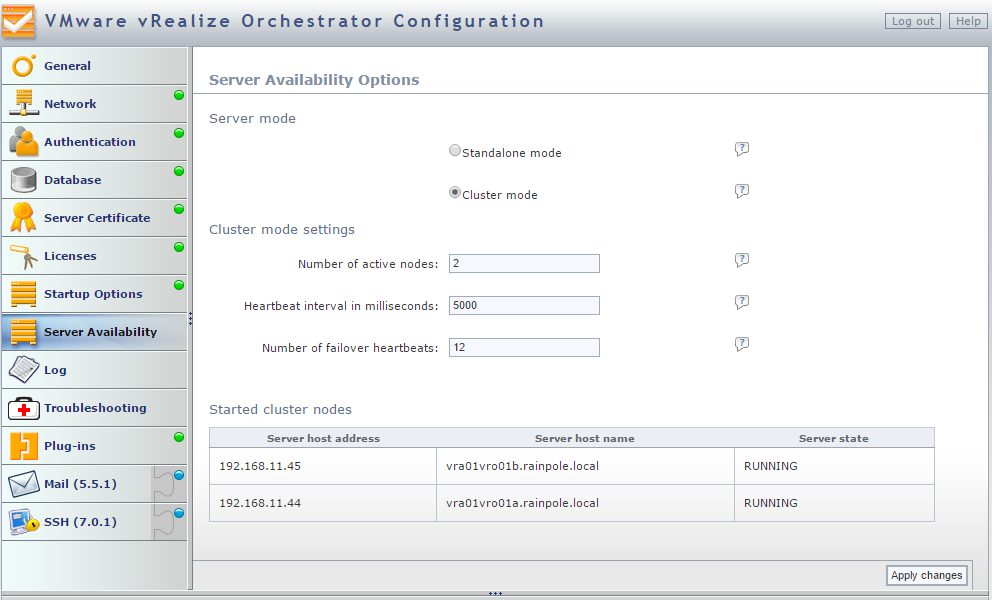 VMware vRealize Orchestrator Configuration
Log out
Help
General
Network
Authentication
Database
Server Certificate
Licenses
Startup Options
Server Availability
Log
Troubleshooting
Plug-ins
Mail (5.5.1)
SSH (7.0.1)
Server Availability Options
Server mode
Standalone mode ?
Cluster mode ?
Cluster mode settings
Number of active nodes: 2 ?
Heartbeat interval in milliseconds: 5000 ?
Number of failover heartbeats: 12 ?
Started cluster nodes
Server host address Server host name Server state
192.168.11.45 vra01vro01b.rainpole.local RUNNING
192.168.11.44 vra01vro01a.rainpole.local RUNNING
Apply changes